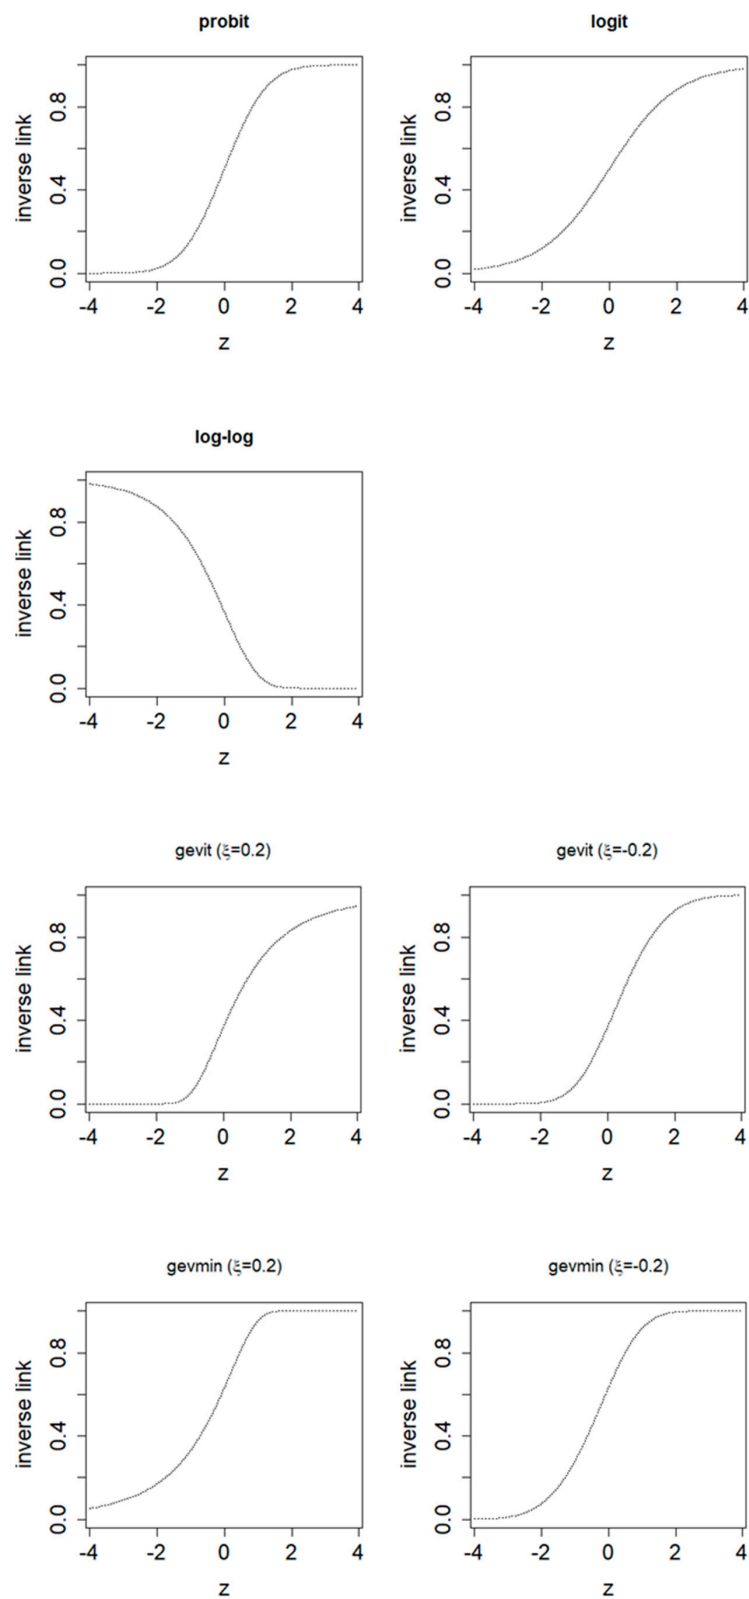 probit
inverse link
0.0 0.4 0.8
-4 -2 0 2 4
z
logit
inverse link
0.0 0.4 0.8
-4 -2 0 2 4
z
log-log
inverse link
0.0 0.4 0.8
-4 -2 0 2 4
z
gevit (ξ=0.2)
inverse link
0.0 0.4 0.8
-4 -2 0 2 4
z
gevit (ξ=-0.2)
inverse link
0.0 0.4 0.8
-4 -2 0 2 4
z
gevmin (ξ=0.2)
inverse link
0.0 0.4 0.8
-4 -2 0 2 4
z
gevmin (ξ=-0.2)
inverse link
0.0 0.4 0.8
-4 -2 0 2 4
z